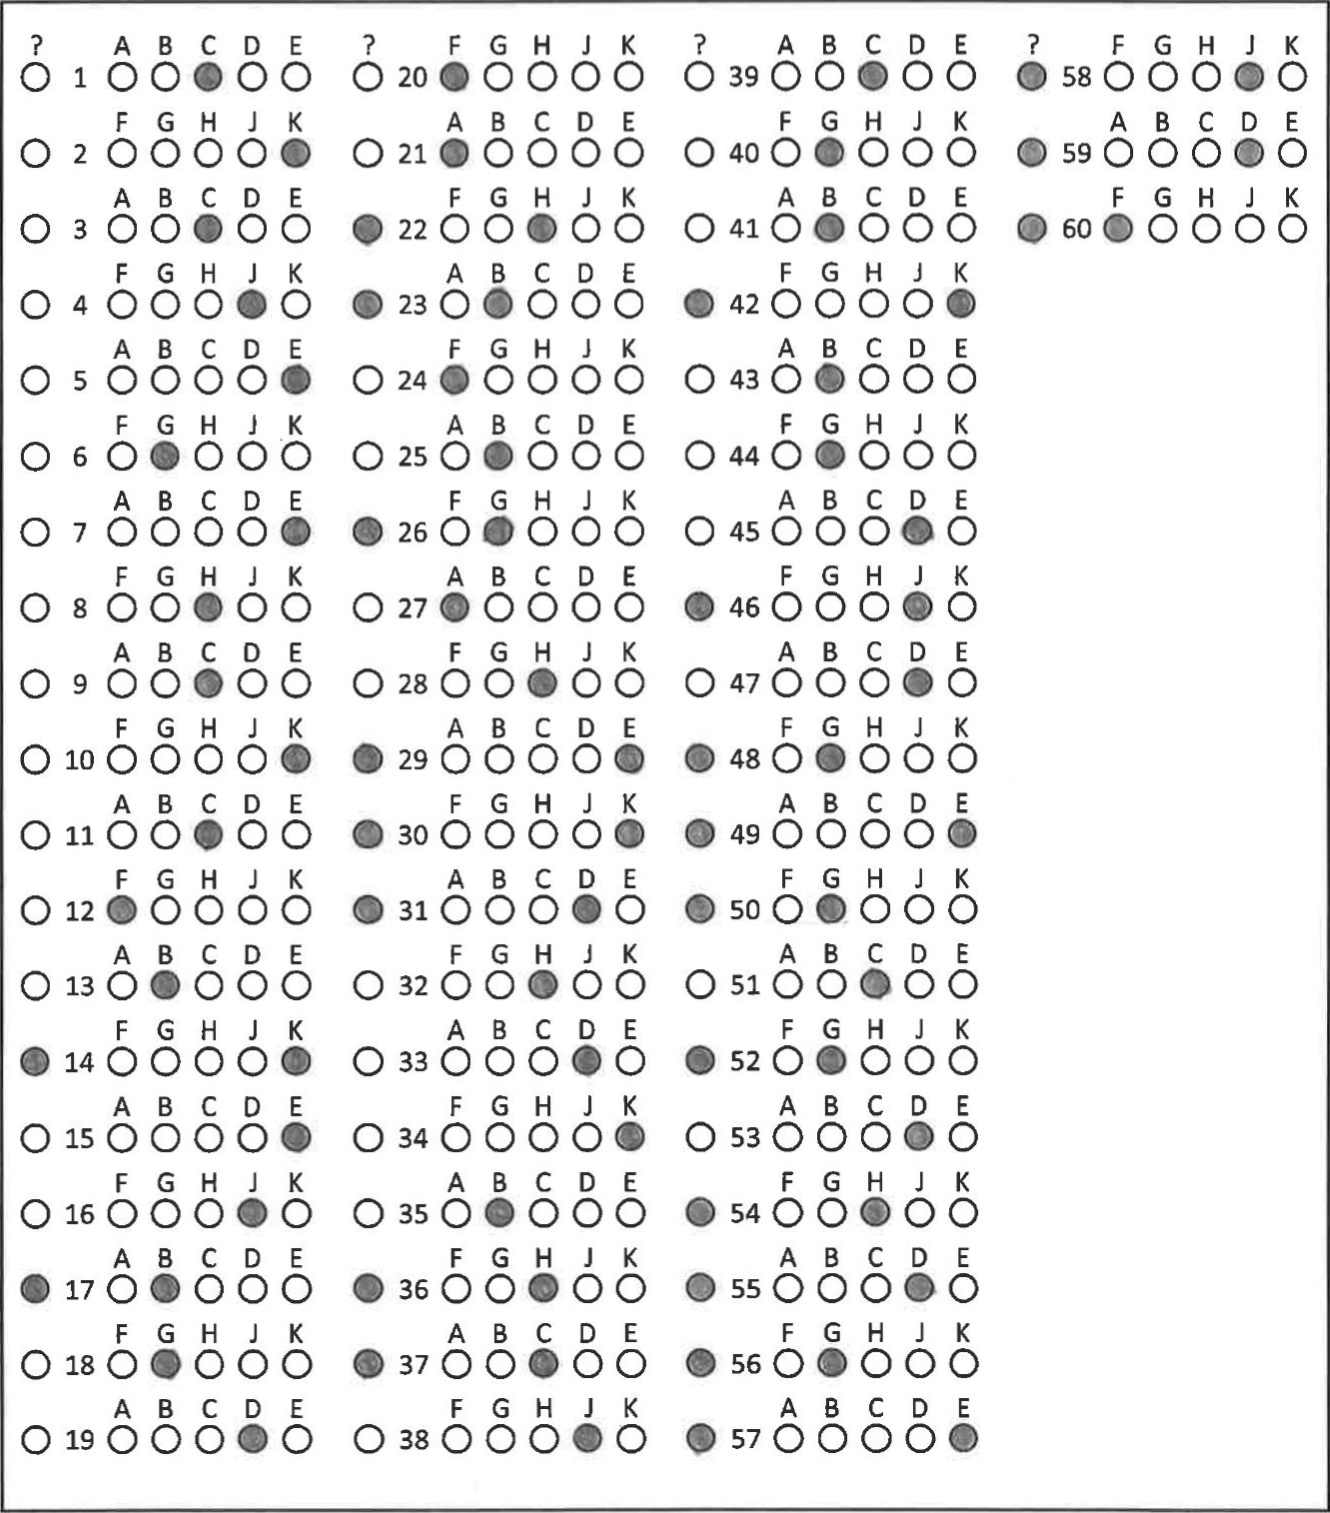 ? A B C D E ? F G H J K ? A B C D E ? F G H J K
1 20 39 58
F G H J K A B C D E F G H J K A B C D E
2 21 40 59
A B C D E F G H J K A B C D E F G H J K
3 22 41 60
F G H J K A B C D E F G H J K
4 23 42
A B C D E F G H J K A B C D E
5 24 43
F G H J K A B C D E F G H J K
6 25 44
A B C D E F G H J K A B C D E
7 26 45
F G H J K A B C D E F G H J K
8 27 46
A B C D E F G H J K A B C D E
9 28 47
F G H J K A B C D E F G H J K
10 29 48
A B C D E F G H J K A B C D E
11 30 49
F G H J K A B C D E F G H J K
12 31 50
A B C D E F G H J K A B C D E
13 32 51
F G H J K A B C D E F G H J K
14 33 52
A B C D E F G H J K A B C D E
15 34 53
F G H J K A B C D E F G H J K
16 35 54
A B C D E F G H J K A B C D E
17 36 55
F G H J K A B C D E F G H J K
18 37 56
A B C D E F G H J K A B C D E
19 38 57